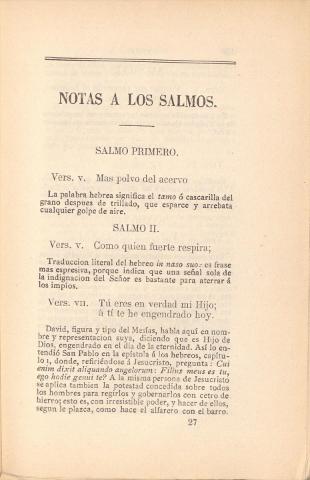 NOTAS A LOS SALMOS.
SALMO PRIMERO.
Vers. v. Mas polvo del acervo
La palabra hebrea significa el tamo ó cascarilla del
grano despues de trillado, que esparce y arrebata
cualquier golpe de aire.
SALMO II.
Vers. v. Como quien fuerte respira;
Traduccion literal del hebreo in naso suo: es frase
mas espresiva, porque indica que una señal sola de
la indignacion del Señor es bastante para aterrar á
los impios.
Vers. vii. Tú eres en verdad mi Hijo;
á tí te he engendrado hoy.
David, figura y tipo del Mesías, habla aquí en nom-
bre y representacion suya, diciendo que es Hijo de
Dios, engendrado en el dia de la eternidad. Así lo en-
tendió San Pablo en la epístola á los hebreos, capítu-
lo 1, donde, refiriéndose á Jesucristo, pregunta: Cui
enim dixit aliquando angelorum: Filius meus es tu,
ego hodie genui te? A la misma persona de Jesucristo
se aplica tambien la potestad concedida sobre todos
los hombres para regirlos y gobernarlos con cetro de
hierro; esto es, con irresistible poder, y hacer de ellos,
segun le plazca, como hace el alfarero con el barro.
27